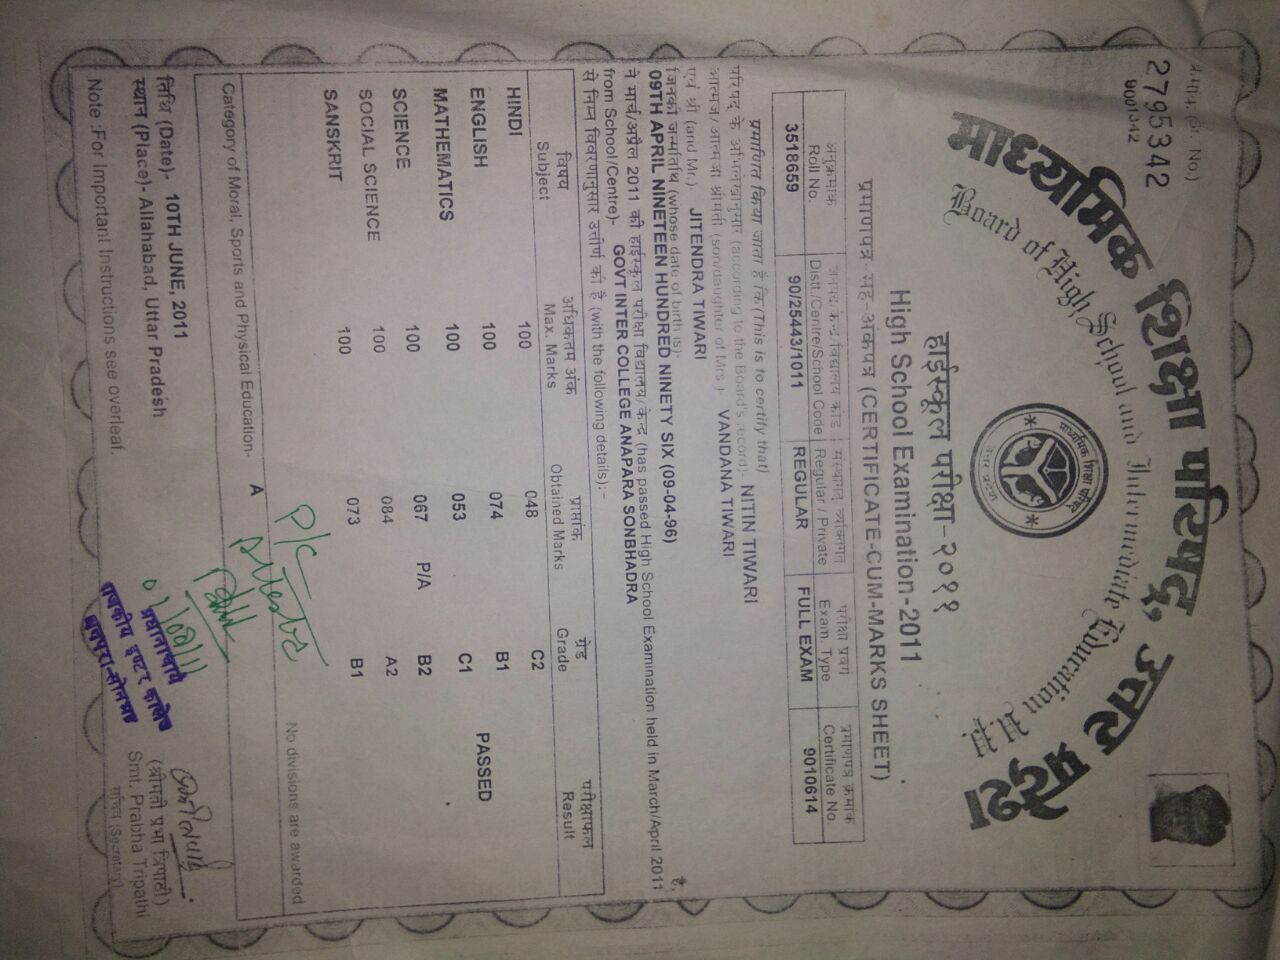 क्रमांक (Sr. No.)
2795342
9001342
माध्यमिक शिक्षा परिषद्, उत्तर प्रदेश
Board of High School and Intermediate Education U.P.
हाईस्कूल परीक्षा-२०११
High School Examination-2011
प्रमाणपत्र-सह-अंकपत्र (CERTIFICATE-CUM-MARKS SHEET)
अनुक्रमांक जनपद/केन्द्र/विद्यालय कोड संस्थागत/व्यक्तिगत परीक्षा प्रकार प्रमाणपत्र क्रमांक
Roll No. Distt./Centre/School Code Regular / Private Exam. Type Certificate No.
3518659 90/25443/1011 REGULAR FULL EXAM 9010614
प्रमाणित किया जाता है कि (This is to certify that)
परिषद के अभिलेखानुसार (according to the Board's record)- NITIN TIWARI
आत्मज/आत्मजा श्रीमती (son/daughter of Mrs.)- VANDANA TIWARI
एवं श्री (and Mr.) JITENDRA TIWARI
जिनकी जन्मतिथि (whose date of birth is)-
09TH APRIL NINETEEN HUNDRED NINETY SIX (09-04-96) है,
ने मार्च/अप्रैल 2011 की हाईस्कूल परीक्षा विद्यालय/केन्द्र (has passed High School Examination held in March/April 2011
from School/Centre)- GOVT INTER COLLEGE ANAPARA SONBHADRA
से निम्न विवरणानुसार उत्तीर्ण की है (with the following details):-
विषय अधिकतम अंक प्राप्तांक ग्रेड परीक्षाफल
Subject Max. Marks Obtained Marks Grade Result
HINDI 100 048 C2
ENGLISH 100 074 B1 PASSED
MATHEMATICS 100 053 C1
SCIENCE 100 067 P/A B2
SOCIAL SCIENCE 100 084 A2
SANSKRIT 100 073 B1
P/C
Attested
No divisions are awarded
Category of Moral, Sports and Physical Education- A
तिथि (Date)- 10TH JUNE, 2011
स्थान (Place)- Allahabad, Uttar Pradesh
प्रधानाचार्य
राजकीय इण्टर कालेज
(श्रीमती प्रभा त्रिपाठी)
Smt. Prabha Tripathi
सचिव (Secretary)
Note :For Important Instructions see overleaf.